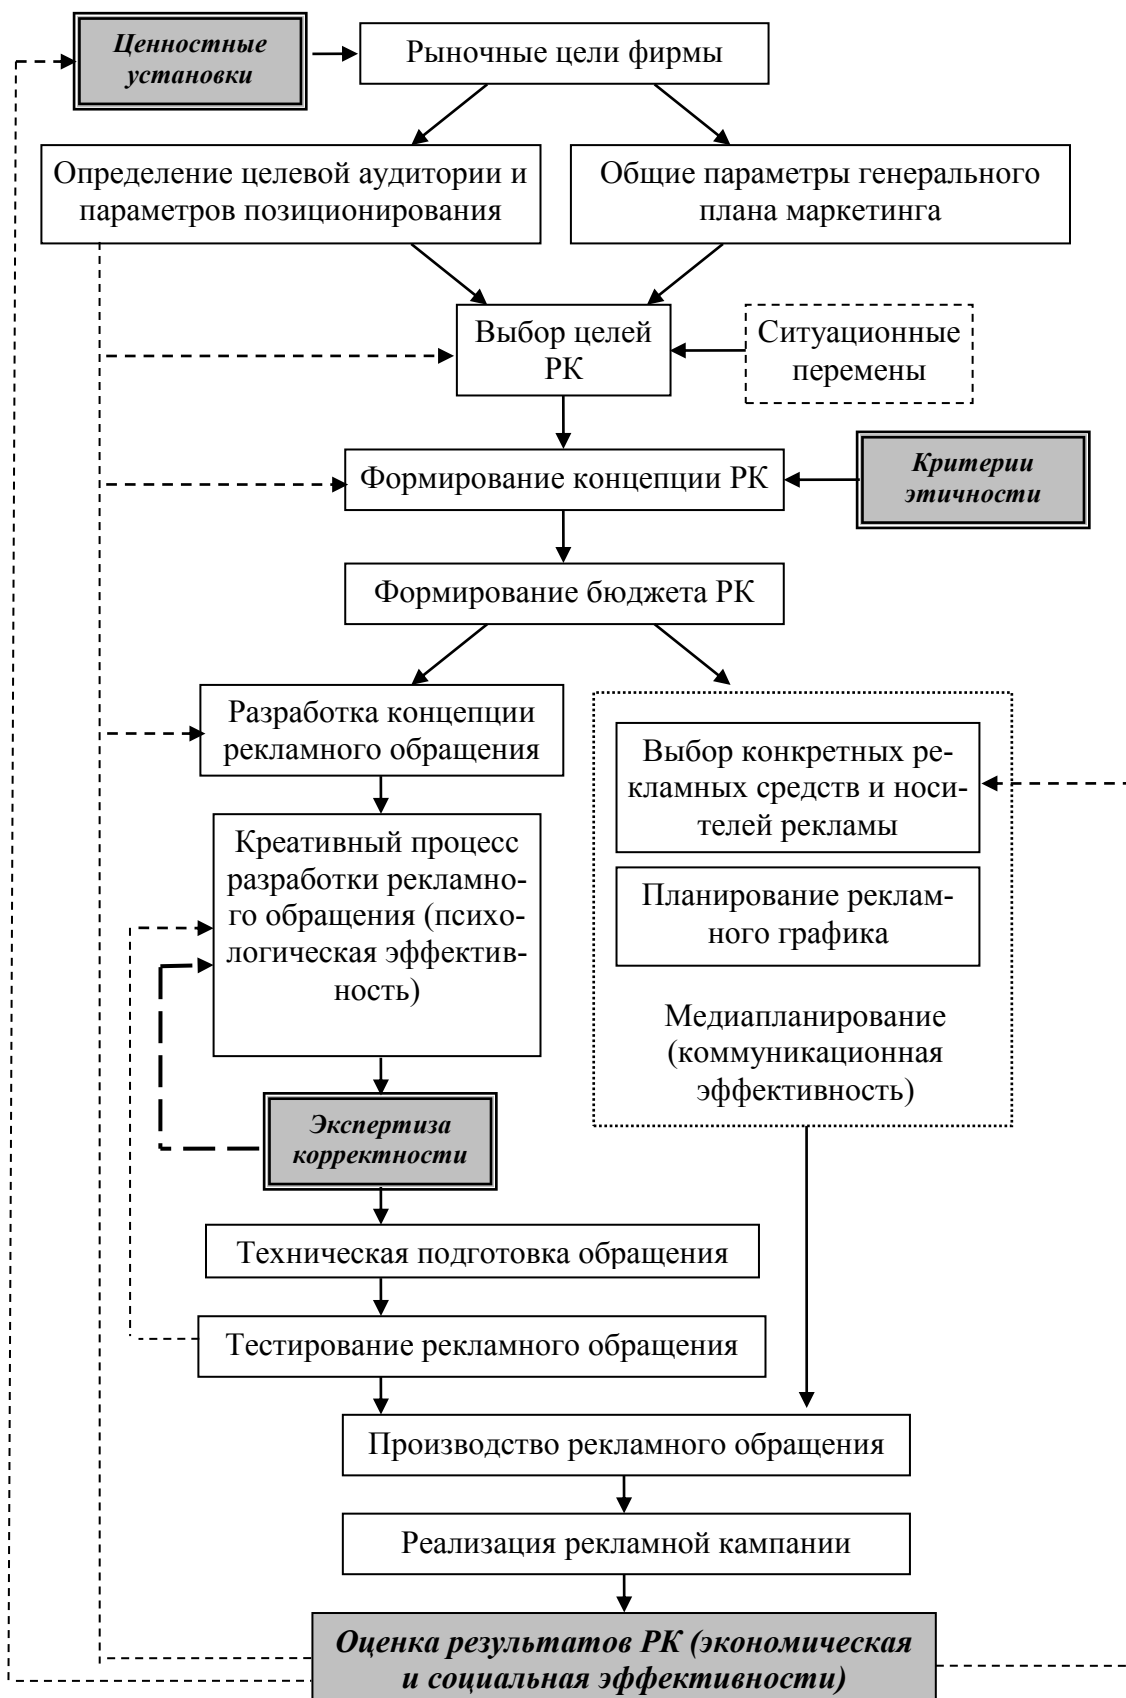 Ценностные
установки
Рыночные цели фирмы
Определение целевой аудитории и
параметров позиционирования
Общие параметры генерального
плана маркетинга
Выбор целей
РК
Ситуационные
перемены
Формирование концепции РК
Критерии
этичности
Формирование бюджета РК
Разработка концепции
рекламного обращения
Выбор конкретных ре-
кламных средств и носи-
телей рекламы
Креативный процесс
разработки рекламно-
го обращения (психо-
логическая эффектив-
ность)
Планирование реклам-
ного графика
Медиапланирование
(коммуникационная
эффективность)
Экспертиза
корректности
Техническая подготовка обращения
Тестирование рекламного обращения
Производство рекламного обращения
Реализация рекламной кампании
Оценка результатов РК (экономическая
и социальная эффективности)